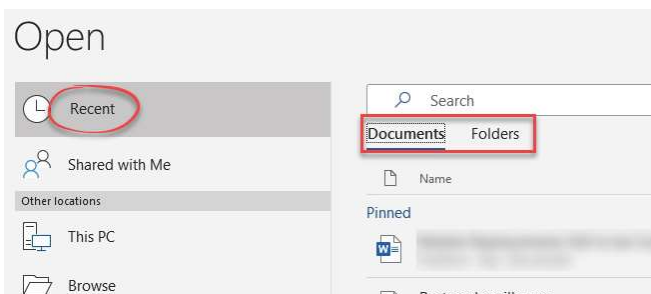 Open
Recent
Shared with Me
Other locations
This PC
Browse
Search
Documents Folders
Name
Pinned